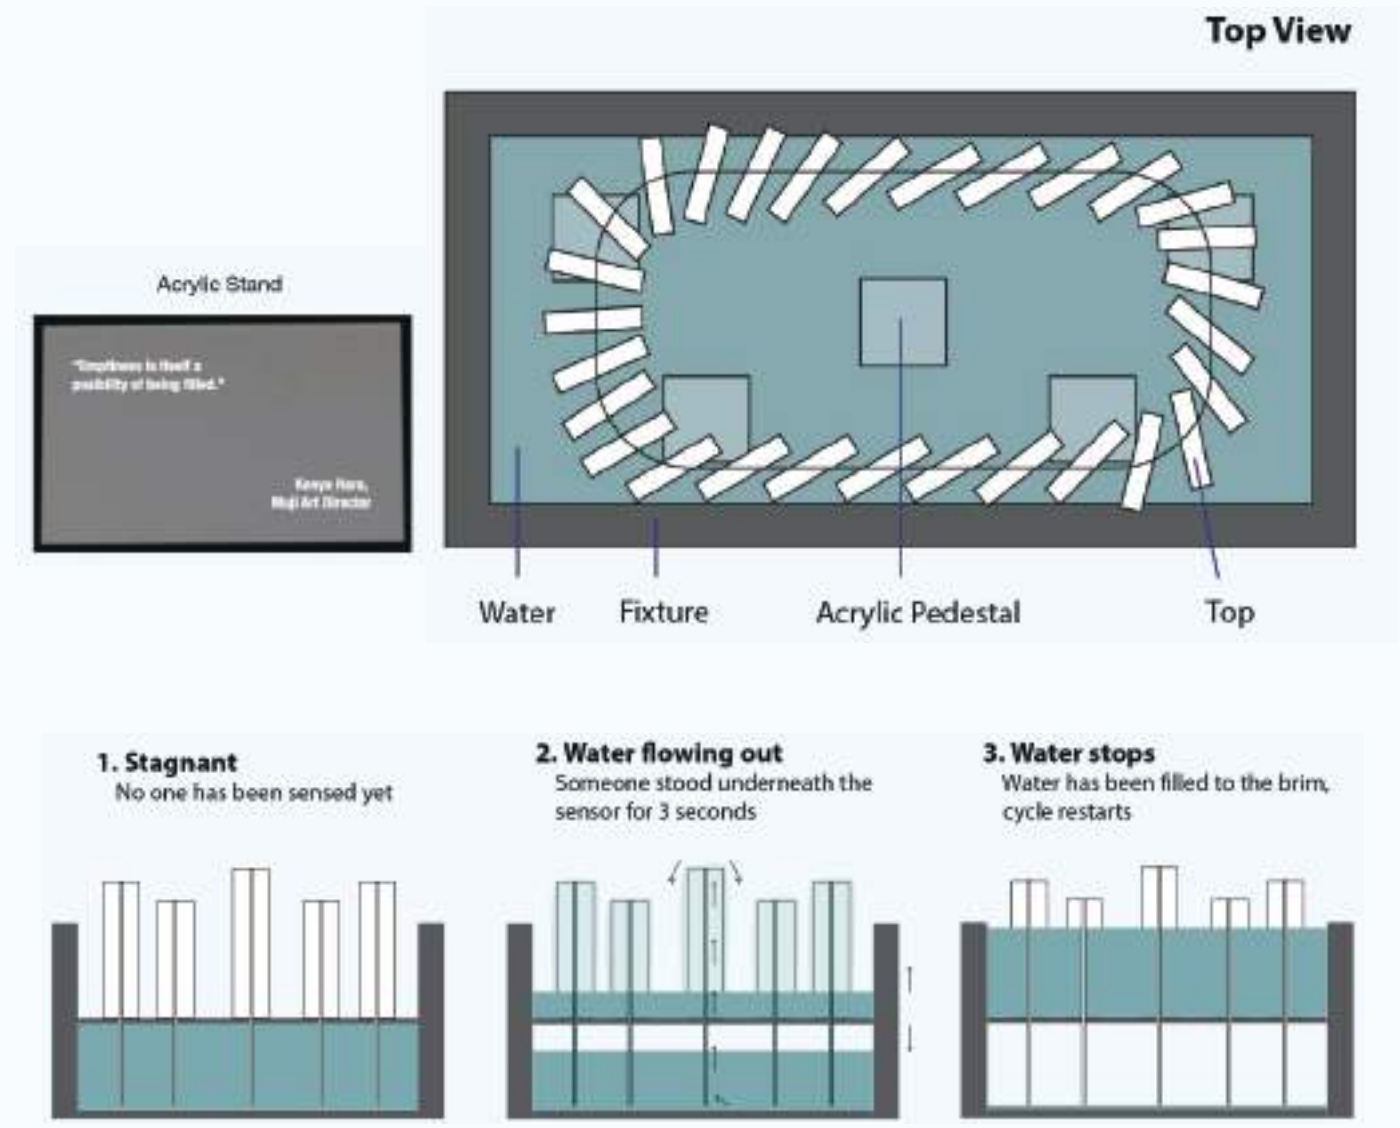 Top View
Acrylic Stand
"Emptiness is itself a
posibility of being filled."
Kenya Hara,
Muji Art Director
Water
Fixture
Acrylic Pedestal
Top
1. Stagnant
No one has been sensed yet
2. Water flowing out
Someone stood underneath the
sensor for 3 seconds
3. Water stops
Water has been filled to the brim,
cycle restarts